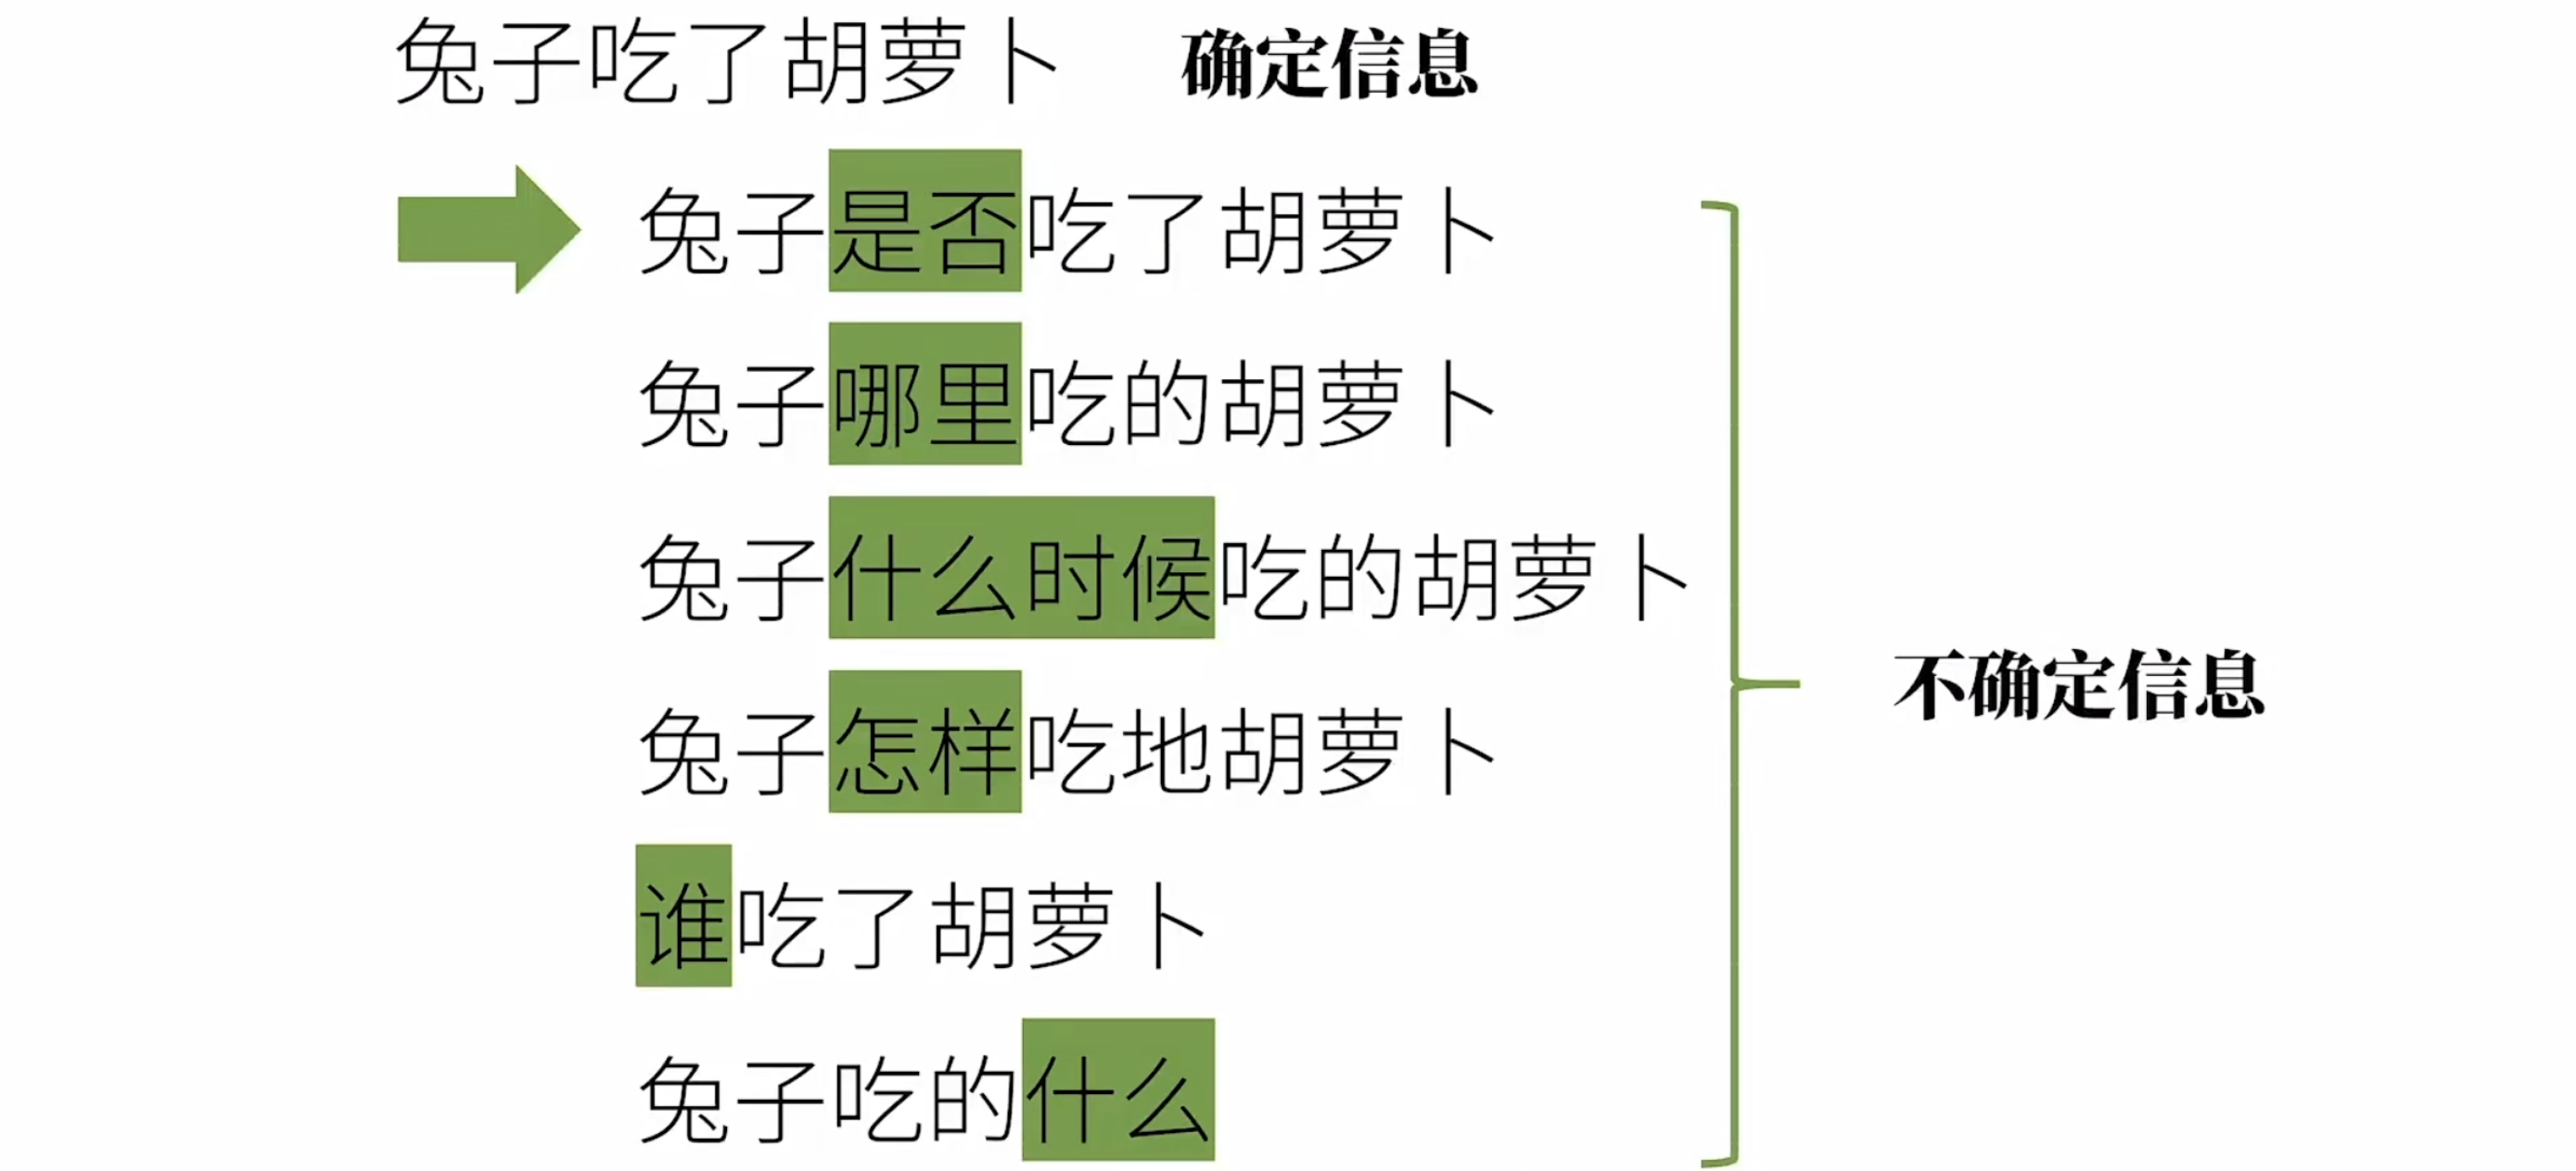 兔子吃了胡萝卜 确定信息
兔子是否吃了胡萝卜
兔子哪里吃的胡萝卜
兔子什么时候吃的胡萝卜
兔子怎样吃地胡萝卜
不确定信息
谁吃了胡萝卜
兔子吃的什么